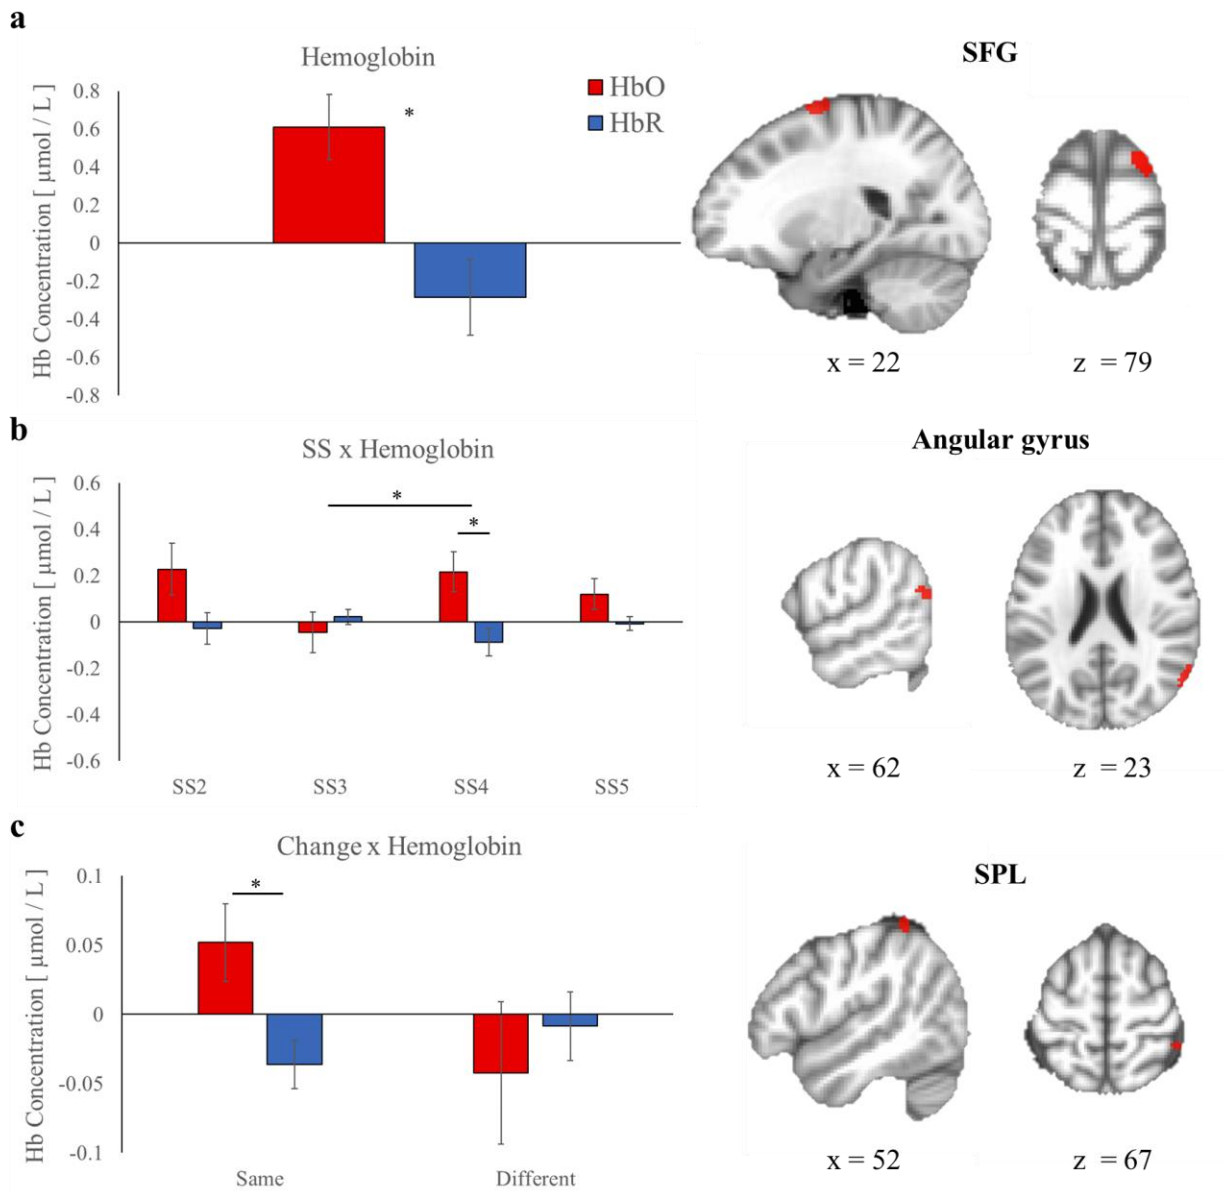 a
Hemoglobin
SFG
HbO
HbR
*
Hb Concentration [ µmol / L ]
0.8
0.6
0.4
0.2
0
-0.2
-0.4
-0.6
-0.8
x = 22
z = 79
b
SS x Hemoglobin
Angular gyrus
*
*
Hb Concentration [ µmol / L ]
0.6
0.4
0.2
0
-0.2
-0.4
-0.6
SS2 SS3 SS4 SS5
x = 62
z = 23
c
Change x Hemoglobin
SPL
*
Hb Concentration [ µmol / L ]
0.1
0.05
0
-0.05
-0.1
Same Different
x = 52
z = 67